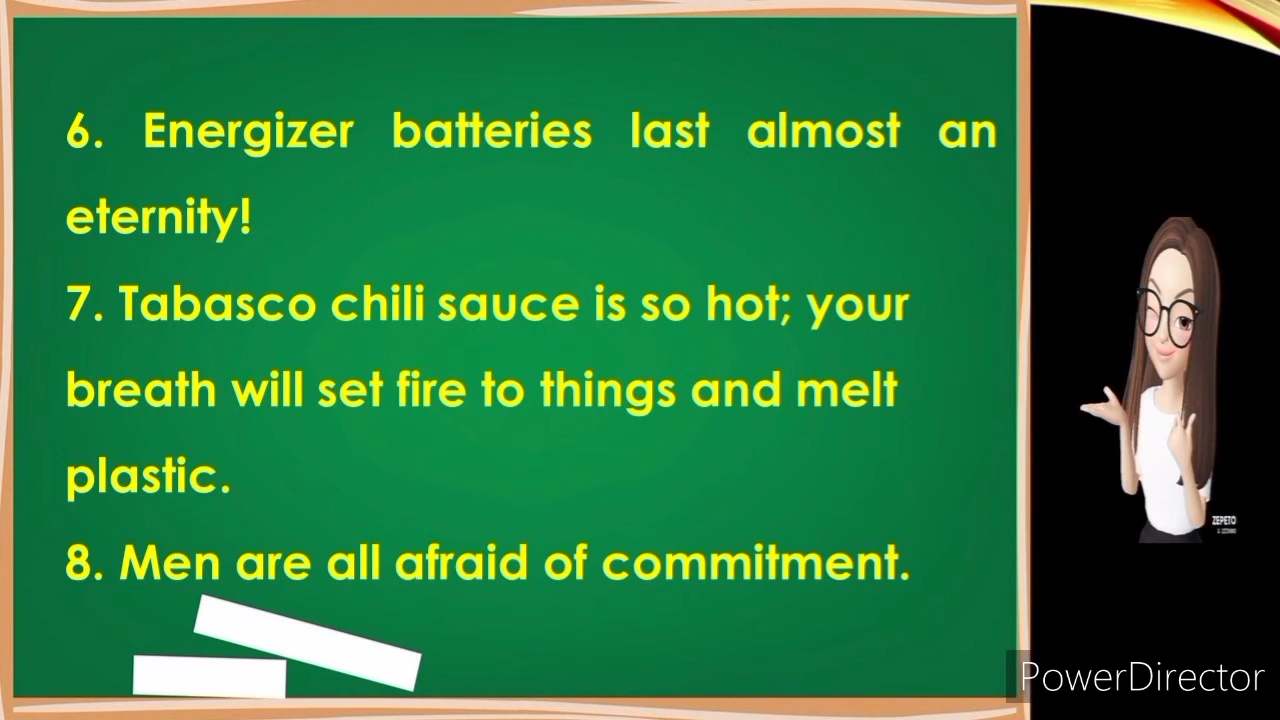 6. Energizer batteries last almost an
eternity!
7. Tabasco chili sauce is so hot; your
breath will set fire to things and melt
plastic.
8. Men are all afraid of commitment.
ZEPETO
PowerDirector